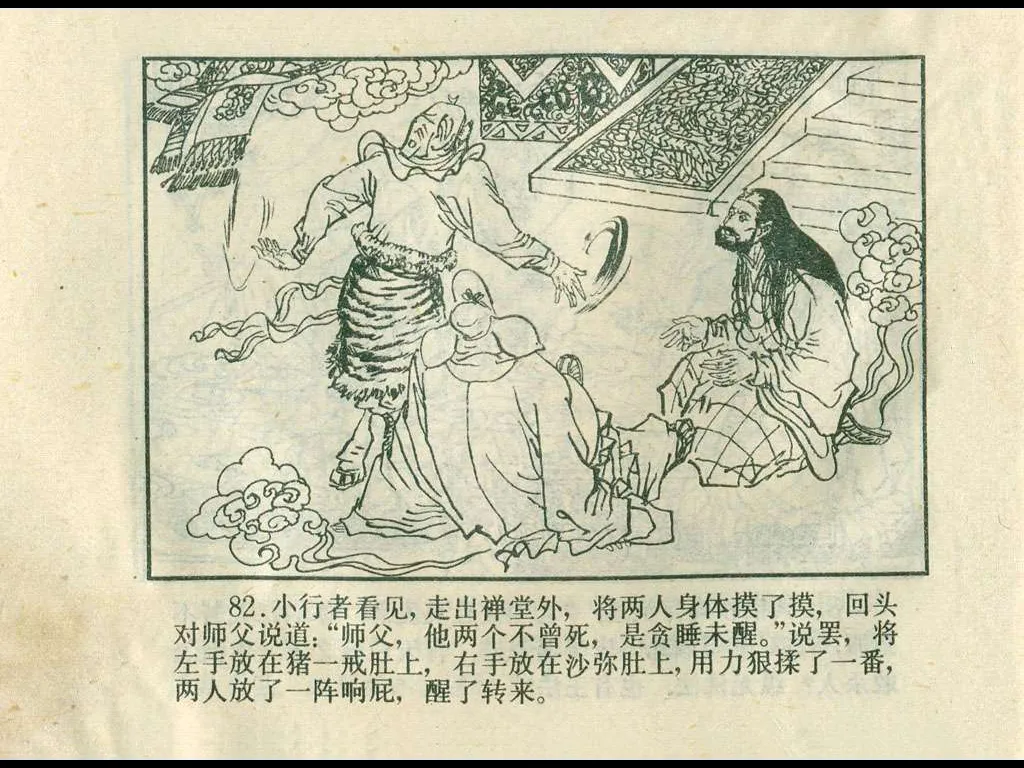 82.小行者看见，走出禅堂外，将两人身体摸了摸，回头
对师父说道：“师父，他两个不曾死，是贪睡未醒。”说罢，将
左手放在猪一戒肚上，右手放在沙弥肚上，用力狠揉了一番，
两人放了一阵响屁，醒了转来。